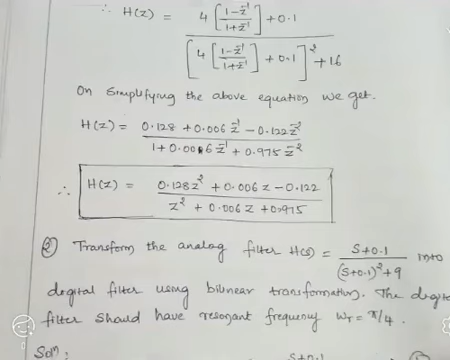 ∴ H(z) = 4 [ (1-z⁻¹)/(1+z⁻¹) ] + 0.1 / [ 4 [ (1-z⁻¹)/(1+z⁻¹) ] + 0.1 ]² + 16
On simplifying the above equation we get.
H(z) = 0.128 + 0.006 z⁻¹ - 0.122 z⁻² / 1 + 0.006 z⁻¹ + 0.975 z⁻²
∴ H(z) = 0.128z² + 0.006 z - 0.122 / z² + 0.006 z + 0.975
② Transform the analog filter H(s) = s+0.1 / (s+0.1)² + 9 into
digital filter using bilinear transformation. The digital
filter should have resonant frequency ωr = π/4.
Soln:
s+0.1